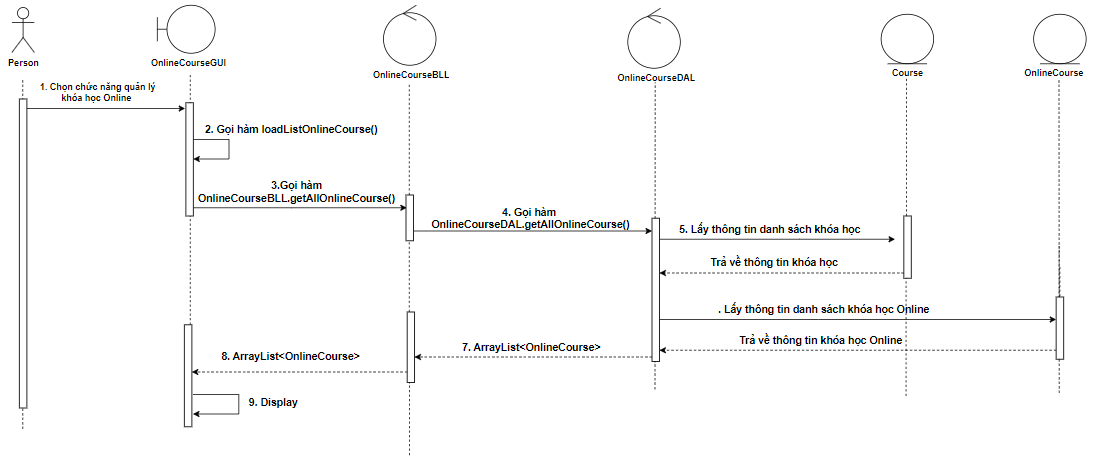 Person
OnlineCourseGUI
OnlineCourseBLL
OnlineCourseDAL
Course
OnlineCourse
1. Chọn chức năng quản lý
khóa học Online
2. Gọi hàm loadListOnlineCourse()
3.Gọi hàm
OnlineCourseBLL.getAllOnlineCourse()
4. Gọi hàm
OnlineCourseDAL.getAllOnlineCourse()
5. Lấy thông tin danh sách khóa học
Trả về thông tin khóa học
. Lấy thông tin danh sách khóa học Online
Trả về thông tin khóa học Online
7. ArrayList<OnlineCourse>
8. ArrayList<OnlineCourse>
9. Display